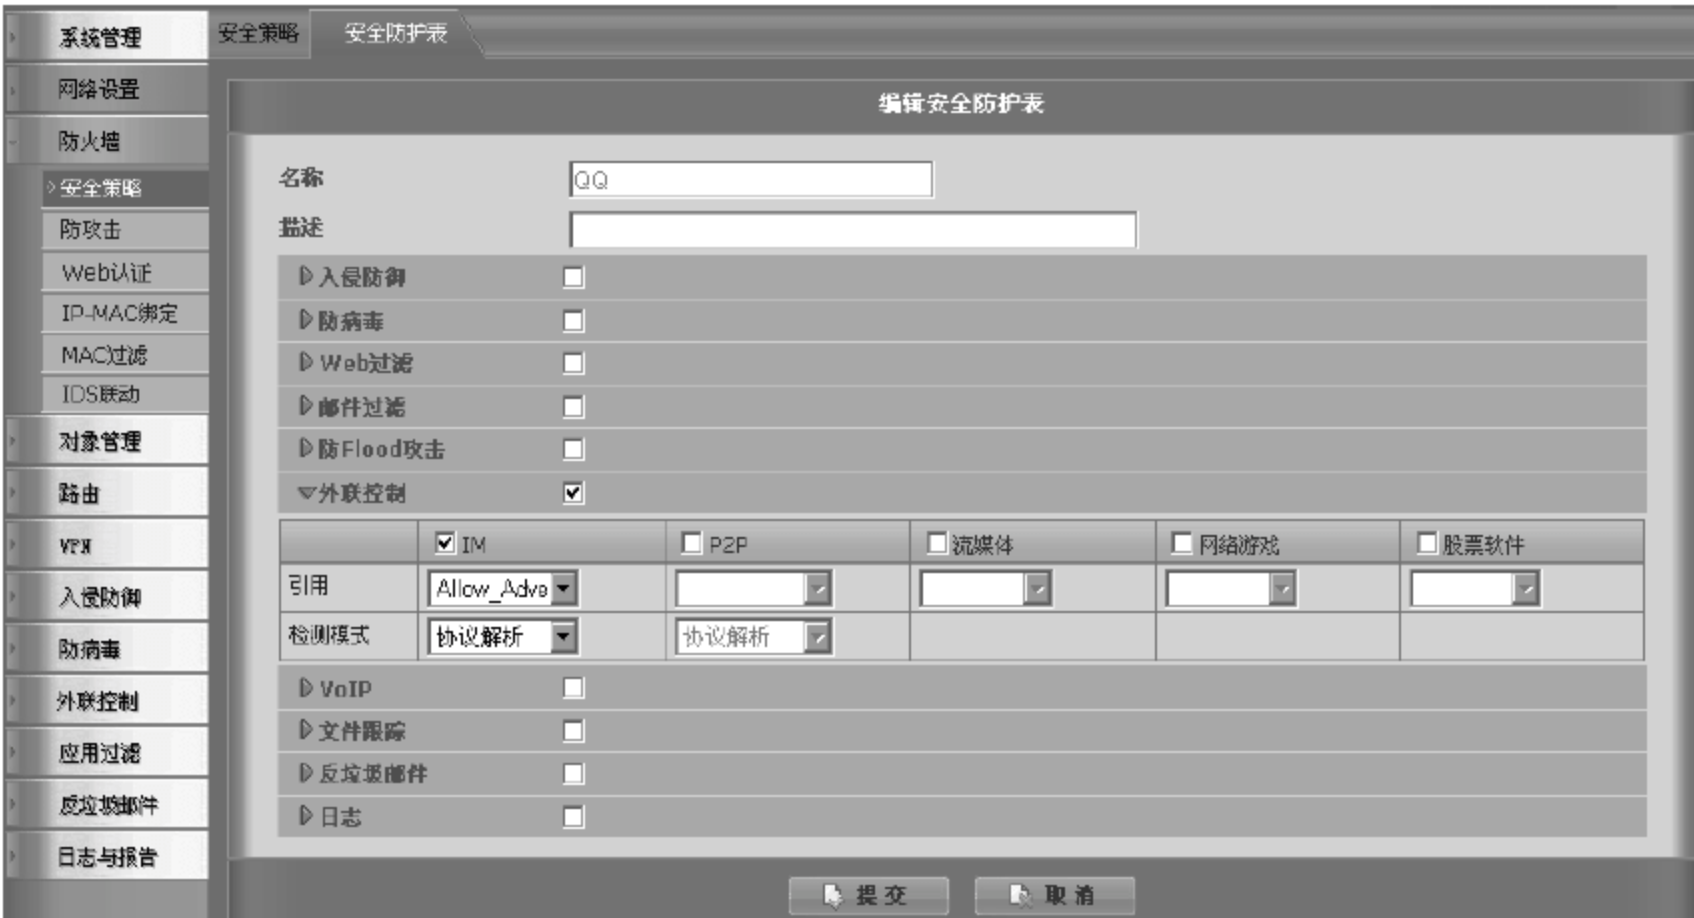 系统管理
网络设置
防火墙
安全策略
防攻击
Web认证
IP-MAC绑定
MAC过滤
IDS联动
对象管理
路由
VPN
入侵防御
防病毒
外联控制
应用过滤
反垃圾邮件
日志与报告
安全策略 安全防护表
编辑安全防护表
名称 QQ
描述
入侵防御
防病毒
Web过滤
邮件过滤
防Flood攻击
外联控制
IM P2P 流媒体 网络游戏 股票软件
引用 Allow_Adve
检测模式 协议解析 协议解析
VoIP
文件跟踪
反垃圾邮件
日志
提交 取消